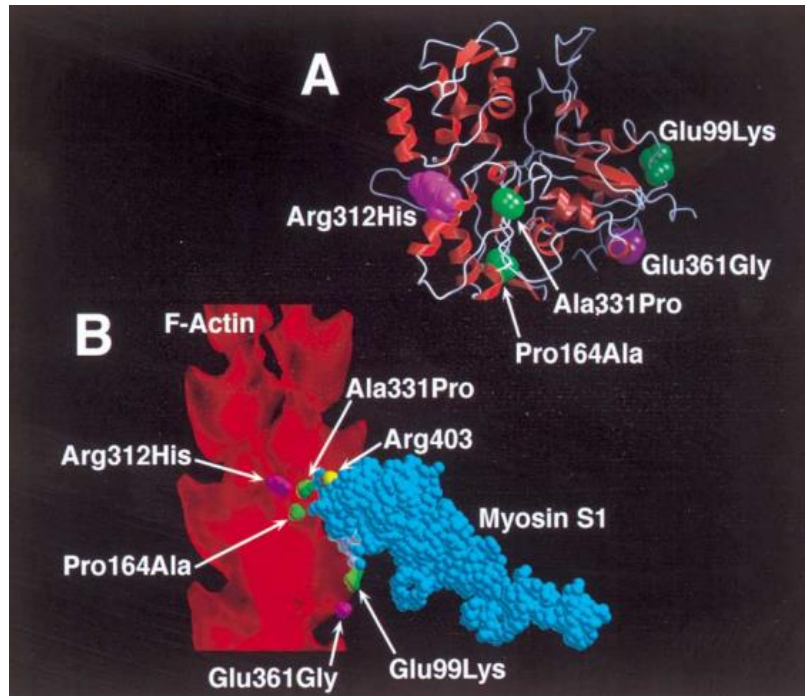 A
Glu99Lys
Arg312His
Glu361Gly
Ala331Pro
Pro164Ala
B
F-Actin
Ala331Pro
Arg403
Arg312His
Myosin S1
Pro164Ala
Glu361Gly
Glu99Lys